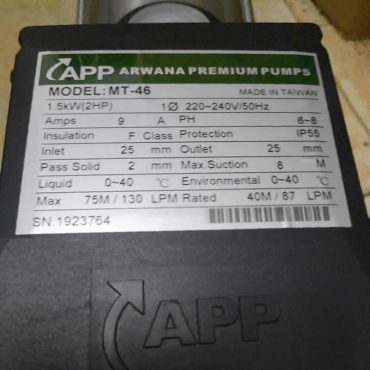 APP ARWANA PREMIUM PUMPS
MODEL: MT-46 MADE IN TAIWAN
1.5kW(2HP) 1Ø 220~240V/50Hz
Amps 9 A PH 6~8
Insulation F Class Protection IP55
Inlet 25 mm Outlet 25 mm
Pass Solid 2 mm Max.Suction 8 M
Liquid 0~40 ℃ Environmental 0~40 ℃
Max 75M / 130 LPM Rated 40M / 87 LPM
SN.1923764
APP